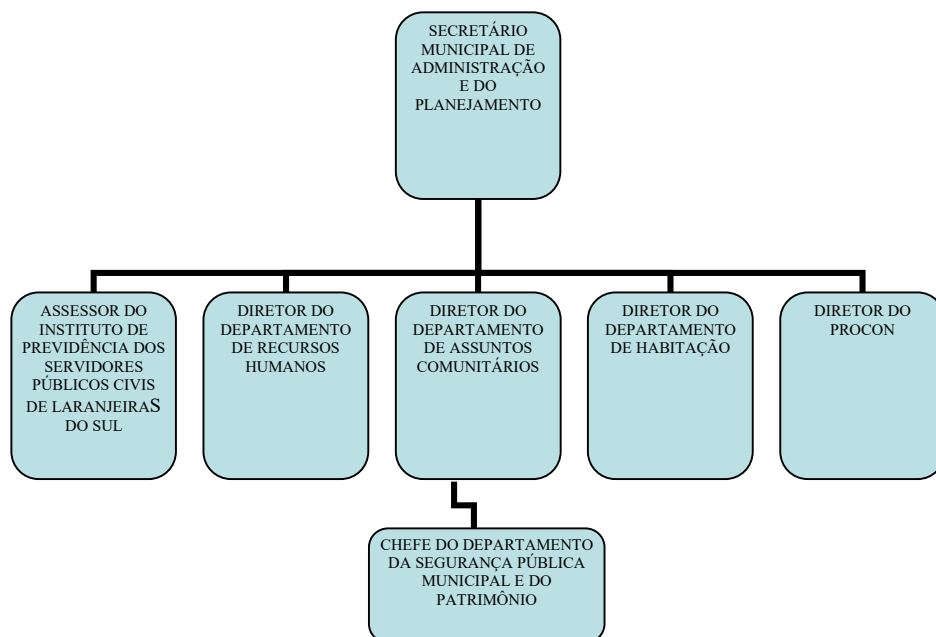 SECRETÁRIO
MUNICIPAL DE
ADMINISTRAÇÃO
E DO
PLANEJAMENTO
ASSESSOR DO
INSTITUTO DE
PREVIDÊNCIA DOS
SERVIDORES
PÚBLICOS CIVIS
DE LARANJEIRAS
DO SUL
DIRETOR DO
DEPARTAMENTO
DE RECURSOS
HUMANOS
DIRETOR DO
DEPARTAMENTO
DE ASSUNTOS
COMUNITÁRIOS
DIRETOR DO
DEPARTAMENTO
DE HABITAÇÃO
DIRETOR DO
PROCON
CHEFE DO DEPARTAMENTO
DA SEGURANÇA PÚBLICA
MUNICIPAL E DO
PATRIMÔNIO